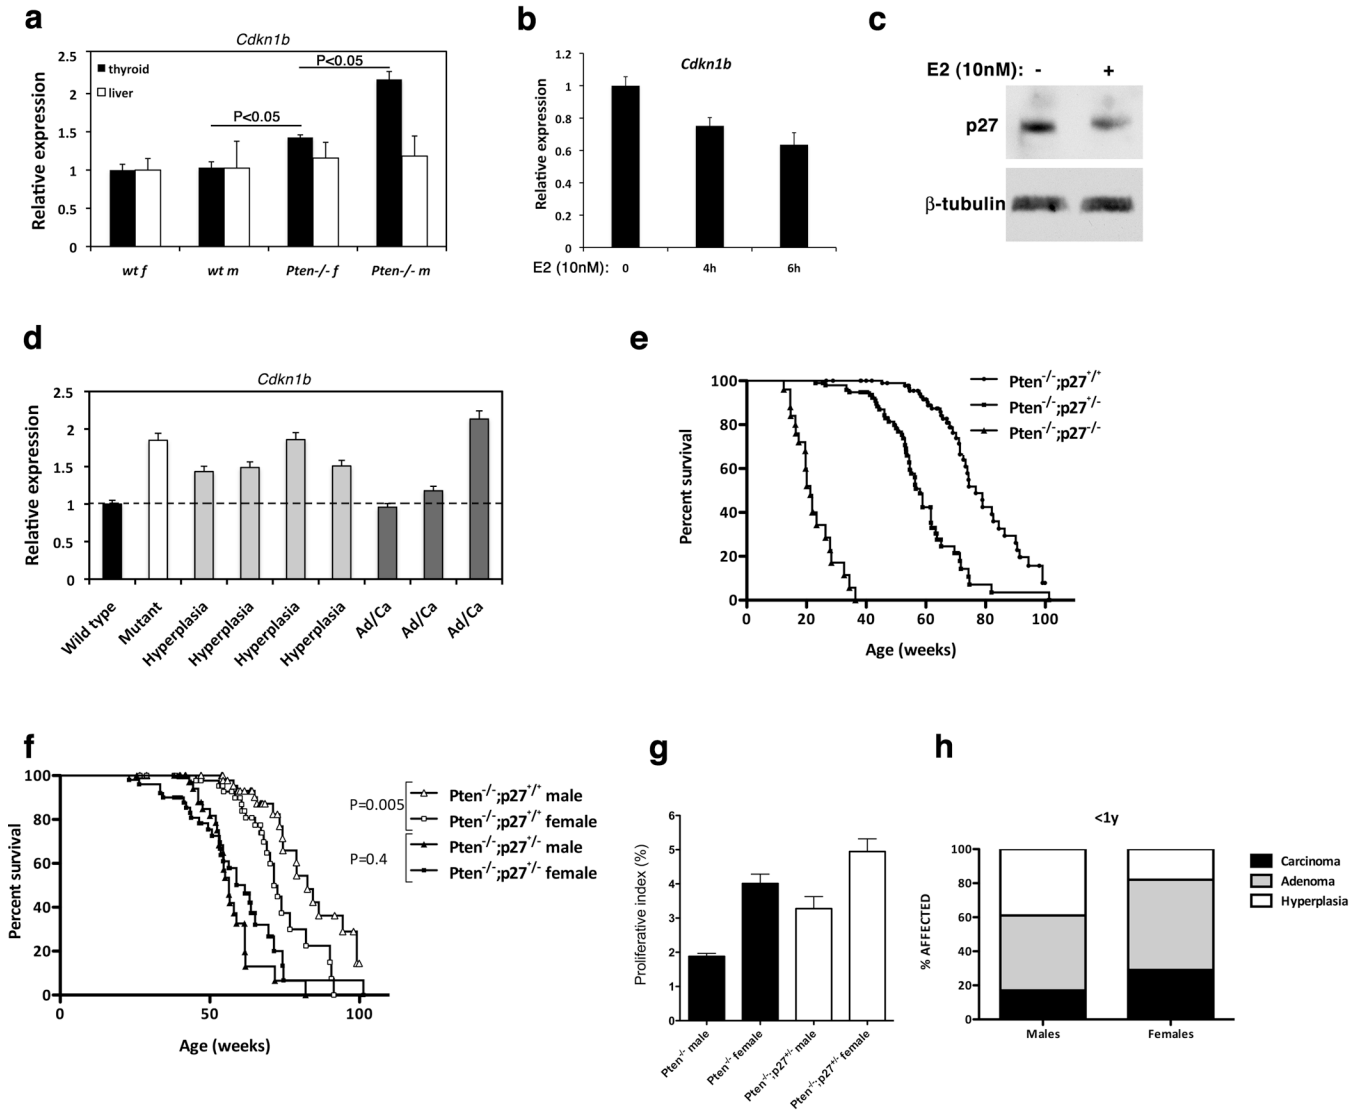 a
Cdkn1b
Relative expression
2.5
2
1.5
1
0.5
0
thyroid
liver
P<0.05
P<0.05
wt f
wt m
Pten-/- f
Pten-/- m
b
Cdkn1b
Relative expression
1.2
1
0.8
0.6
0.4
0.2
0
E2 (10nM): 0 4h 6h
c
E2 (10nM): - +
p27
β-tubulin
d
Cdkn1b
Relative expression
2.5
2
1.5
1
0.5
0
Wild type
Mutant
Hyperplasia
Hyperplasia
Hyperplasia
Hyperplasia
Ad/Ca
Ad/Ca
Ad/Ca
e
Percent survival
100
80
60
40
20
0
0 20 40 60 80 100
Age (weeks)
Pten-/-;p27+/+
Pten-/-;p27+/-
Pten-/-;p27-/-
f
Percent survival
100
80
60
40
20
0
0 50 100
Age (weeks)
P=0.005
P=0.4
Pten-/-;p27+/+ male
Pten-/-;p27+/+ female
Pten-/-;p27+/- male
Pten-/-;p27+/- female
g
Proliferative index (%)
6
5
4
3
2
1
0
Pten-/- male
Pten-/- female
Pten-/-;p27+/- male
Pten-/-;p27+/- female
h
<1y
% AFFECTED
100
80
60
40
20
0
Males
Females
Carcinoma
Adenoma
Hyperplasia